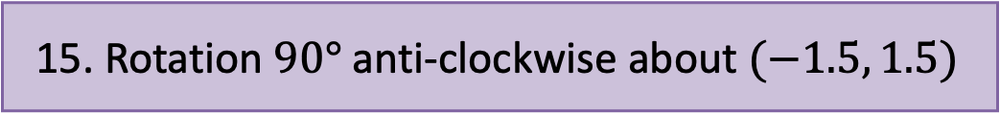 15. Rotation 90° anti-clockwise about (−1.5, 1.5)